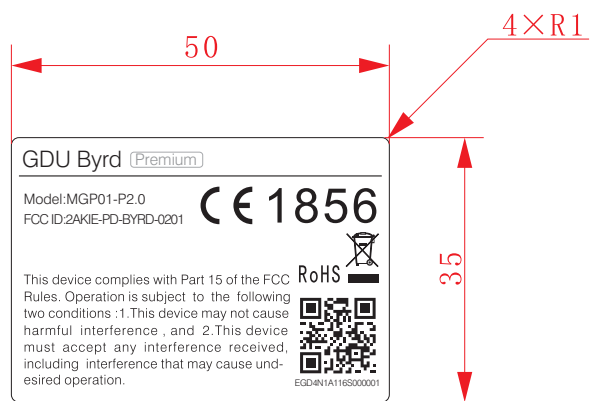 50
4×R1
GDU Byrd Premium
Model:MGP01-P2.0
FCC ID:2AKIE-PD-BYRD-0201
CE 1856
RoHS
35
This device complies with Part 15 of the FCC
Rules. Operation is subject to the following
two conditions :1.This device may not cause
harmful interference , and 2.This device
must accept any interference received,
including interference that may cause und-
esired operation.
EGD4N1A116S000001